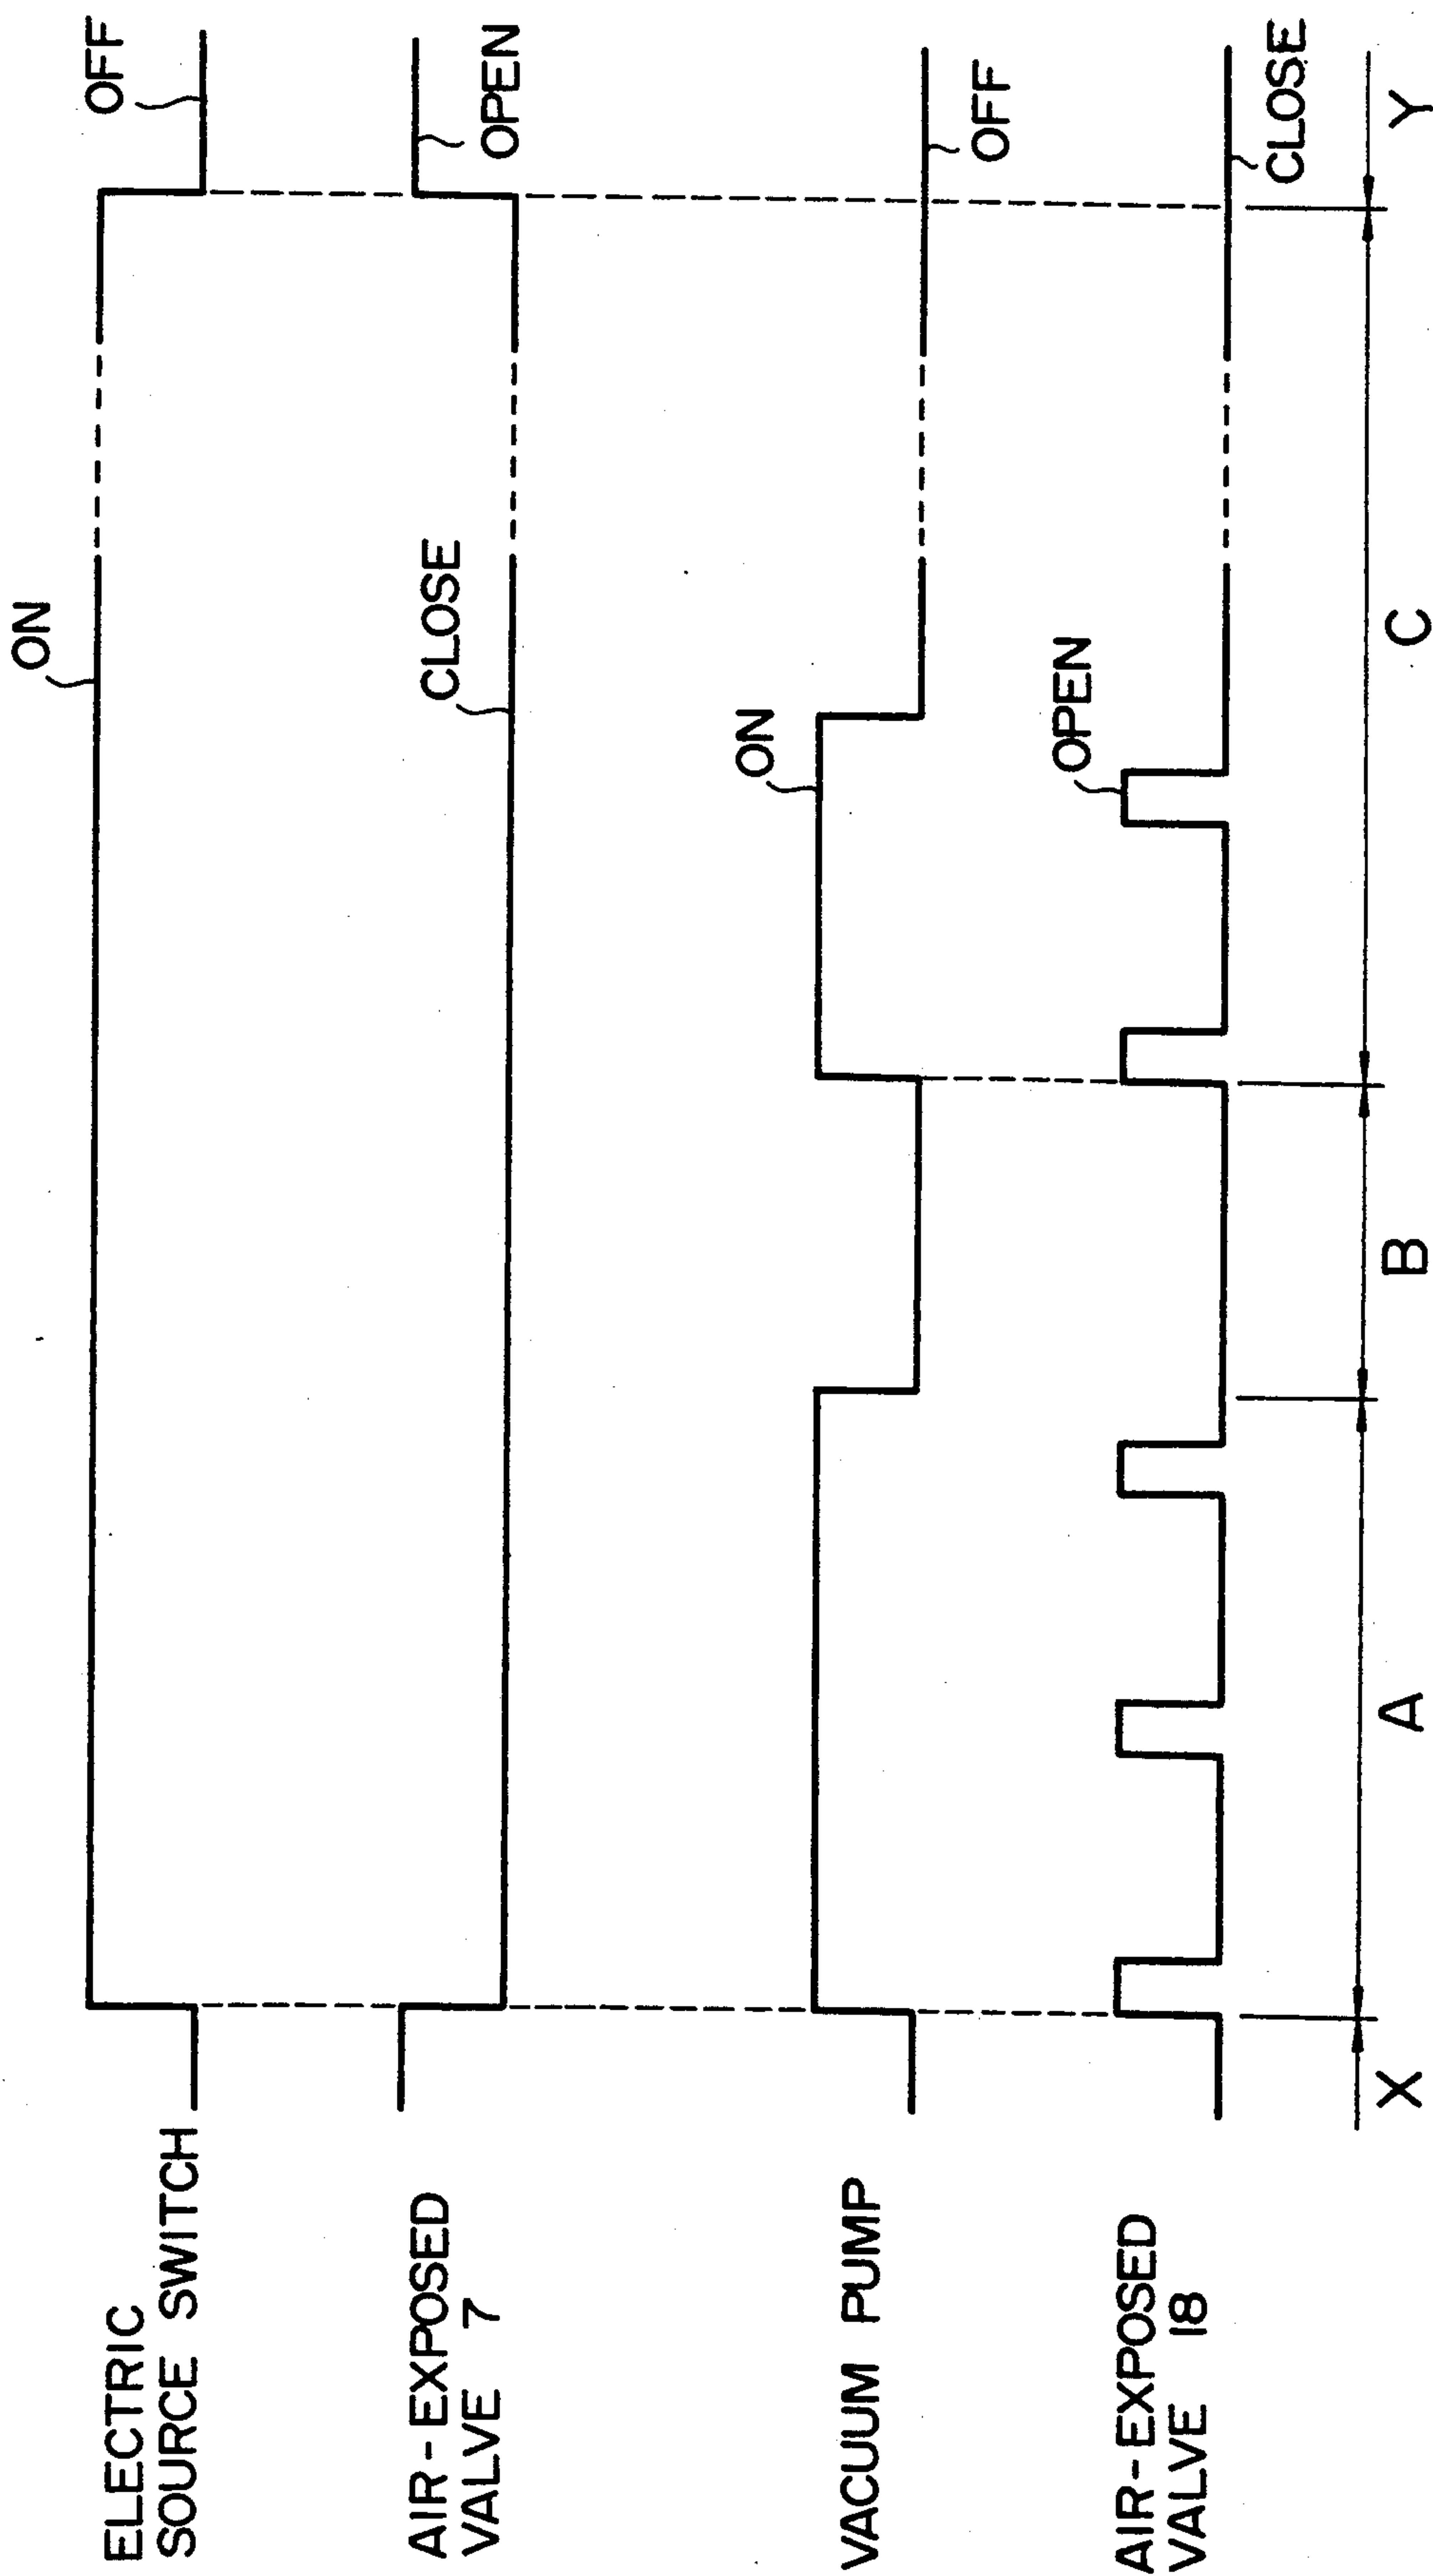 ELECTRIC
SOURCE SWITCH
ON
OFF
AIR-EXPOSED
VALVE 7
CLOSE
OPEN
VACUUM PUMP
ON
OFF
AIR-EXPOSED
VALVE 18
OPEN
CLOSE
X
A
B
C
Y